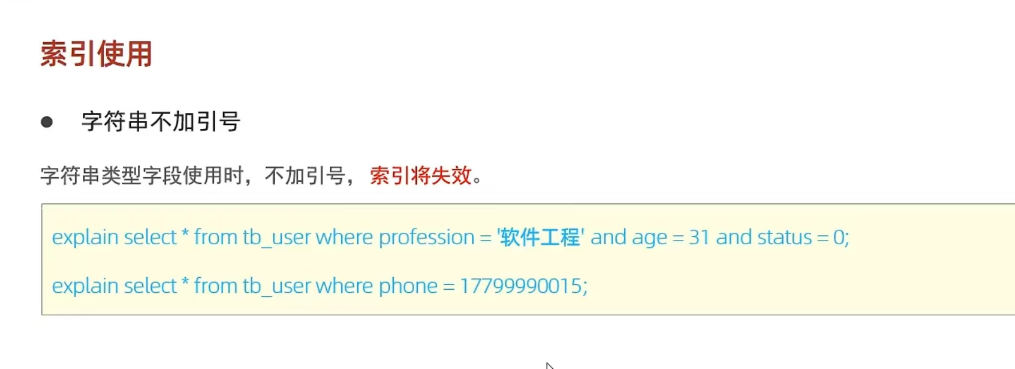 索引使用
● 字符串不加引号
字符串类型字段使用时，不加引号，索引将失效。
explain select * from tb_user where profession = '软件工程' and age = 31 and status = 0;
explain select * from tb_user where phone = 17799990015;